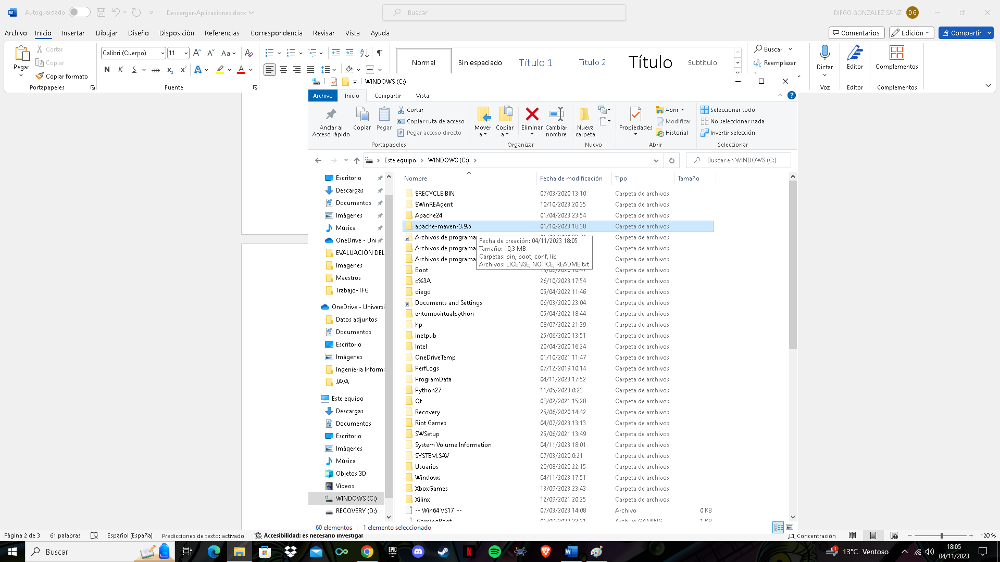 Autoguardado
Descargar-Aplicaciones.docx
Buscar
DIEGO GONZALEZ SANZ
DG
Archivo Inicio Insertar Dibujar Diseño Disposición Referencias Correspondencia Revisar Vista Ayuda
Comentarios
Edición
Compartir
Pegar
Cortar
Copiar
Copiar formato
Portapapeles
Calibri (Cuerpo)
11
Aa
N K S ab x₂ x²
Fuente
Normal
Sin espaciado
Título 1
Título 2
Título
Subtítulo
Buscar
Reemplazar
Dictar
Voz
Editor
Editor
Complementos
Complementos
WINDOWS (C:)
Archivo Inicio Compartir Vista
Anclar al
Acceso rápido
Copiar
Pegar
Cortar
Copiar ruta de acceso
Pegar acceso directo
Portapapeles
Mover
a
Copiar
a
Eliminar
Cambiar
nombre
Organizar
Nueva
carpeta
Nuevo
Propiedades
Abrir
Modificar
Historial
Abrir
Seleccionar todo
No seleccionar nada
Invertir selección
Seleccionar
Este equipo > WINDOWS (C:) >
Buscar en WINDOWS (C:)
Escritorio
Descargas
Documentos
Imágenes
Música
OneDrive - Uni
EVALUACIÓN DEL
Imagenes
Maestros
Trabajo-TFG
OneDrive - Universi
Datos adjuntos
Documentos
Escritorio
Imágenes
Ingenieria Informa
JAVA
Este equipo
Descargas
Documentos
Escritorio
Imágenes
Música
Objetos 3D
Vídeos
WINDOWS (C:)
RECOVERY (D:)
Nombre Fecha de modificación Tipo Tamaño
$RECYCLE.BIN 07/03/2020 13:10 Carpeta de archivos
$WinREAgent 10/10/2023 20:35 Carpeta de archivos
Apache24 01/04/2023 23:54 Carpeta de archivos
apache-maven-3.9.5 01/10/2023 18:38 Carpeta de archivos
Archivos de programa Carpeta de archivos
Archivos de programa Carpeta de archivos
Archivos de programa Carpeta de archivos
Fecha de creación: 04/11/2023 18:05
Tamaño: 10,3 MB
Carpetas: bin, boot, conf, lib
Archivos: LICENSE, NOTICE, README.txt
Boot Carpeta de archivos
c%3A 26/10/2023 17:54 Carpeta de archivos
diego 05/04/2022 11:46 Carpeta de archivos
Documents and Settings 06/03/2020 23:04 Carpeta de archivos
entornovirtualpython 05/04/2022 18:44 Carpeta de archivos
hp 08/07/2022 21:39 Carpeta de archivos
inetpub 25/06/2020 13:51 Carpeta de archivos
Intel 20/04/2020 16:24 Carpeta de archivos
OneDriveTemp 01/10/2021 11:47 Carpeta de archivos
PerfLogs 07/12/2019 10:14 Carpeta de archivos
ProgramData 04/11/2023 17:52 Carpeta de archivos
Python27 11/05/2023 0:23 Carpeta de archivos
Qt 08/02/2021 15:28 Carpeta de archivos
Recovery 25/06/2020 14:42 Carpeta de archivos
Riot Games 04/07/2023 13:13 Carpeta de archivos
SWSetup 25/06/2021 13:49 Carpeta de archivos
System Volume Information 04/11/2023 18:01 Carpeta de archivos
SYSTEM.SAV 07/03/2020 0:21 Carpeta de archivos
Usuarios 20/08/2020 22:15 Carpeta de archivos
Windows 04/11/2023 17:51 Carpeta de archivos
XboxGames 13/09/2023 23:43 Carpeta de archivos
Xilinx 12/09/2021 20:25 Carpeta de archivos
-- Win64 VS17 -- 07/03/2023 14:08 Archivo 0 KB
.GamingRoot 01/09/2022 23:31 Archivo GAMING... 1 KB
60 elementos 1 elemento seleccionado
Página 2 de 3 61 palabras Español (España) Predicciones de texto: activado Accesibilidad: es necesario investigar
Concentración
120 %
Buscar
EPIC
GAMES
1
13°C Ventoso
18:05
04/11/2023